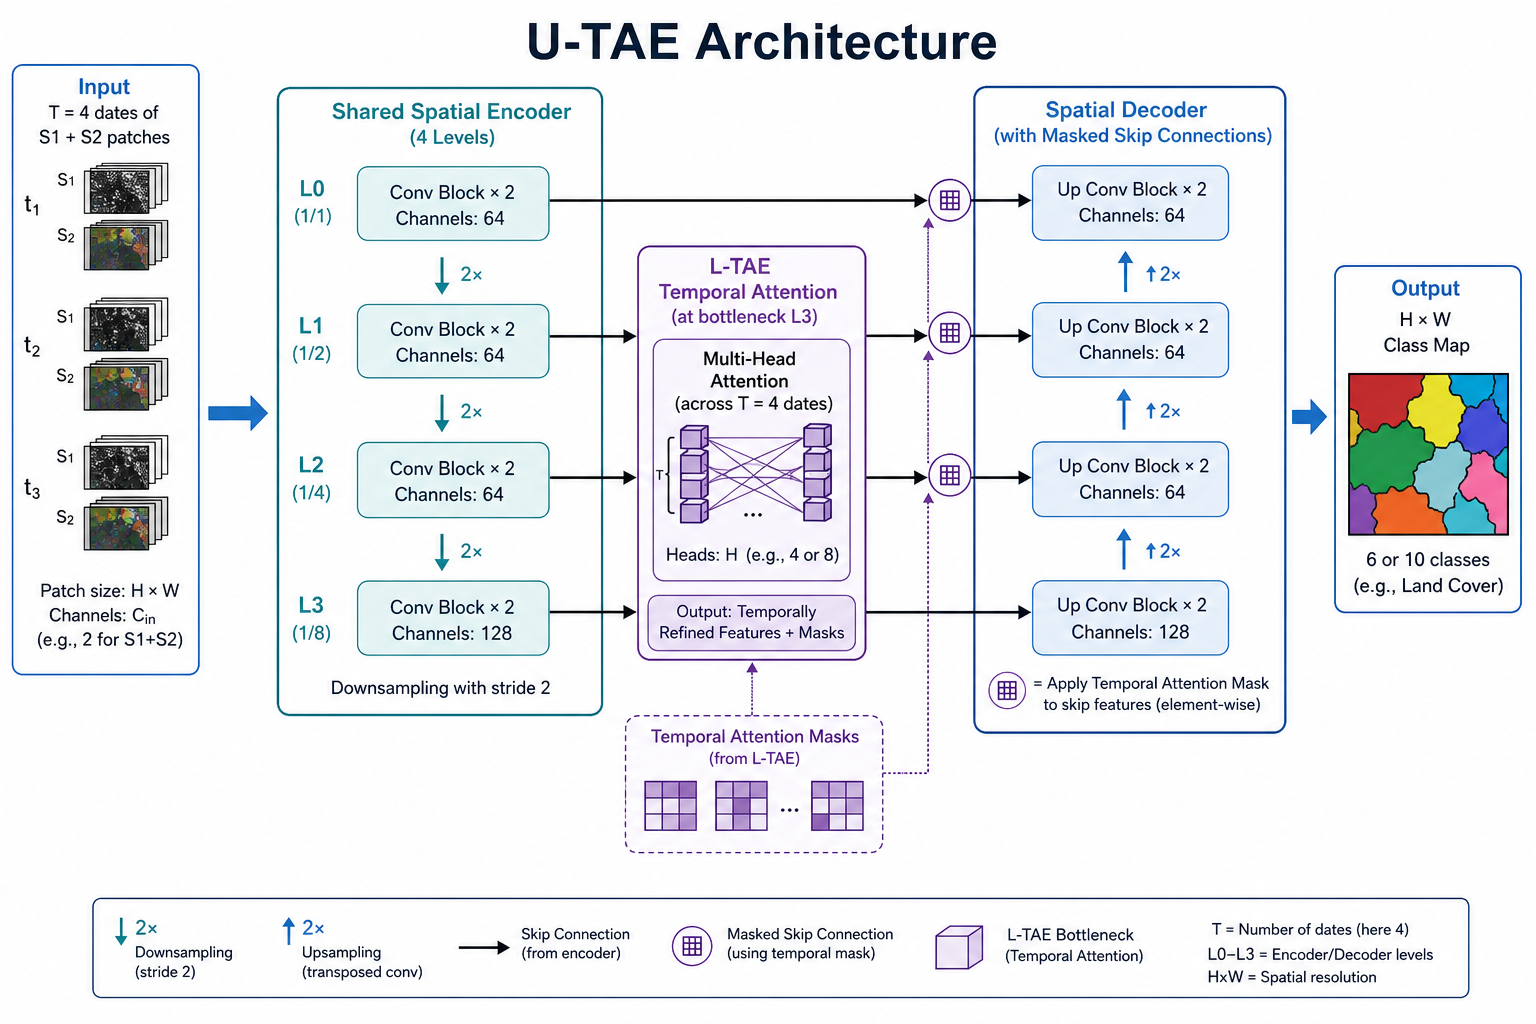 U-TAE Architecture
Input
T = 4 dates of
S1 + S2 patches
t1
S1
S2
t2
S1
S2
t3
S1
S2
Patch size: H × W
Channels: Cin
(e.g., 2 for S1+S2)
Shared Spatial Encoder
(4 Levels)
L0
(1/1)
Conv Block × 2
Channels: 64
2×
L1
(1/2)
Conv Block × 2
Channels: 64
2×
L2
(1/4)
Conv Block × 2
Channels: 64
2×
L3
(1/8)
Conv Block × 2
Channels: 128
Downsampling with stride 2
L-TAE
Temporal Attention
(at bottleneck L3)
Multi-Head
Attention
(across T = 4 dates)
T
...
Heads: H (e.g., 4 or 8)
Output: Temporally
Refined Features + Masks
Temporal Attention Masks
(from L-TAE)
...
Spatial Decoder
(with Masked Skip Connections)
Up Conv Block × 2
Channels: 64
↑2×
Up Conv Block × 2
Channels: 64
↑2×
Up Conv Block × 2
Channels: 64
↑2×
Up Conv Block × 2
Channels: 128
= Apply Temporal Attention Mask
to skip features (element-wise)
Output
H × W
Class Map
6 or 10 classes
(e.g., Land Cover)
2×
Downsampling
(stride 2)
2×
Upsampling
(transposed conv)
Skip Connection
(from encoder)
Masked Skip Connection
(using temporal mask)
L-TAE Bottleneck
(Temporal Attention)
T = Number of dates (here 4)
L0–L3 = Encoder/Decoder levels
H×W = Spatial resolution